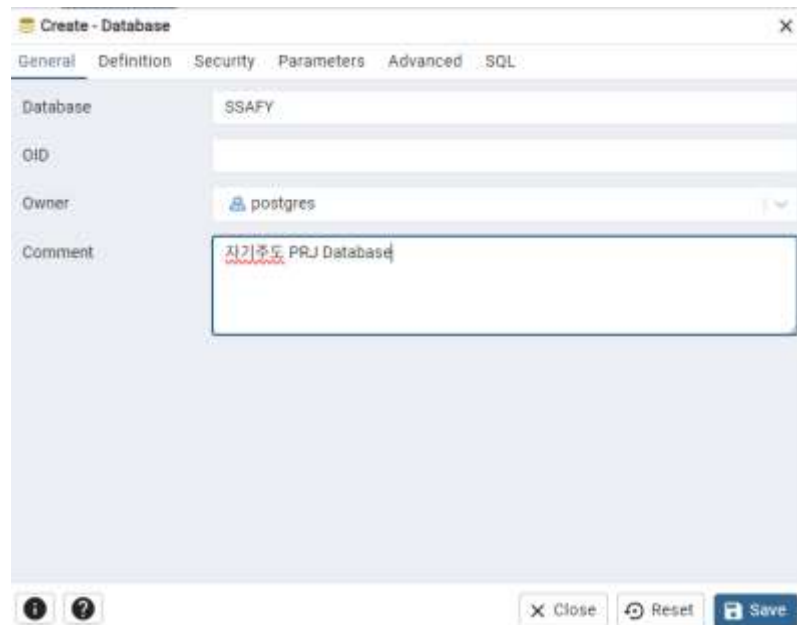 Create - Database
General Definition Security Parameters Advanced SQL
Database SSAFY
OID
Owner postgres
Comment 자기주도 PRJ Database
Close Reset Save